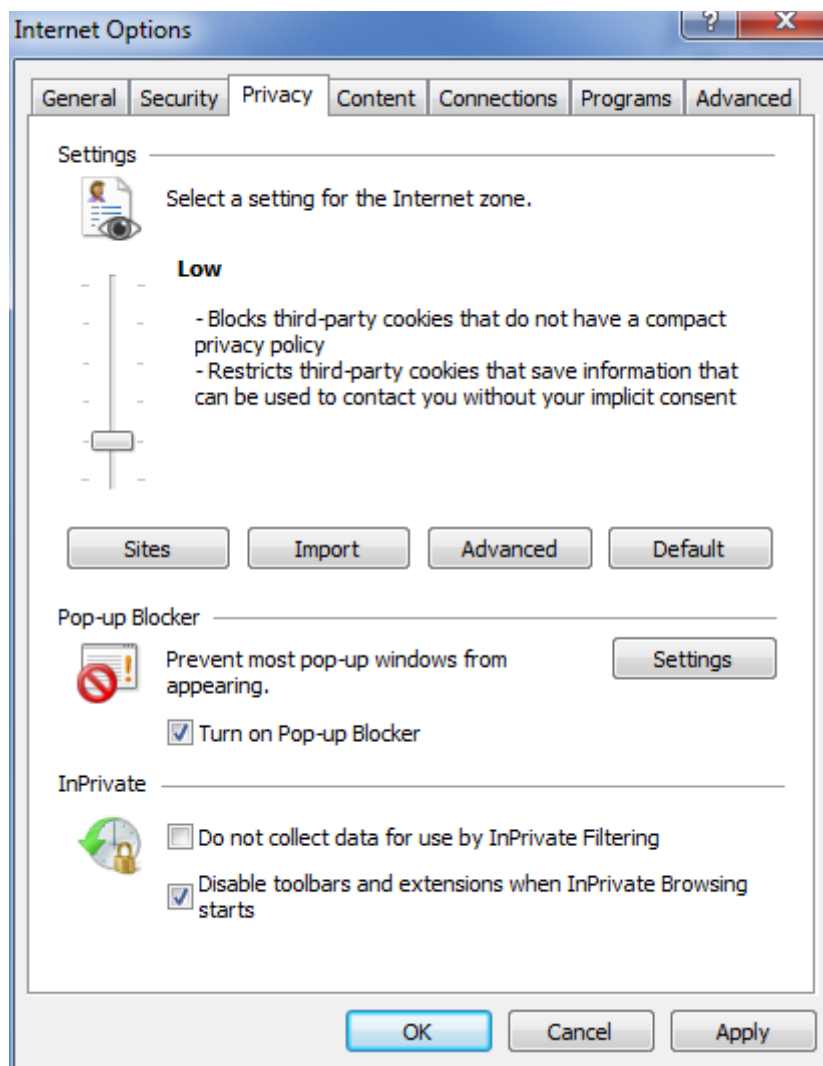 Internet Options
?
X
General Security Privacy Content Connections Programs Advanced
Settings
Select a setting for the Internet zone.
Low
- Blocks third-party cookies that do not have a compact
privacy policy
- Restricts third-party cookies that save information that
can be used to contact you without your implicit consent
Sites Import Advanced Default
Pop-up Blocker
Prevent most pop-up windows from
appearing.
Settings
Turn on Pop-up Blocker
InPrivate
Do not collect data for use by InPrivate Filtering
Disable toolbars and extensions when InPrivate Browsing
starts
OK Cancel Apply